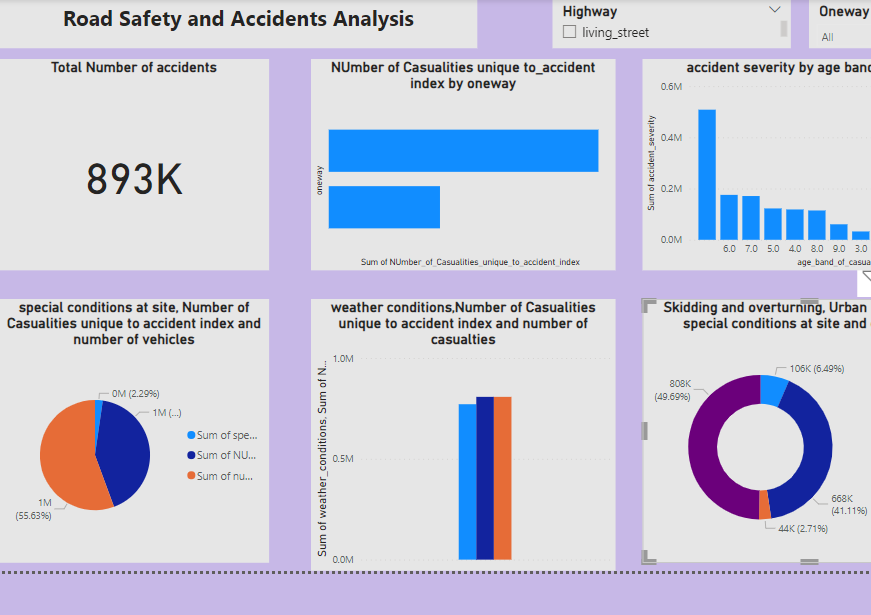 Road Safety and Accidents Analysis
Highway
living_street
Oneway
All
Total Number of accidents
893K
NUmber of Casualities unique to_accident
index by oneway
oneway
Sum of NUmber_of_Casualities_unique_to_accident_index
accident severity by age band
Sum of accident_severity
0.6M
0.4M
0.2M
0.0M
6.0 7.0 5.0 4.0 8.0 9.0 3.0
age_band_of_casua
special conditions at site, Number of
Casualities unique to accident index and
number of vehicles
0M (2.29%)
1M (...)
1M
(55.63%)
Sum of spe...
Sum of NU...
Sum of nu...
weather conditions,Number of Casualities
unique to accident index and number of
casulties
Sum of weather_conditions, Sum of N...
1.0M
0.5M
0.0M
Skidding and overturning, Urban
special conditions at site and
106K (6.49%)
808K
(49.69%)
668K
(41.11%)
44K (2.71%)